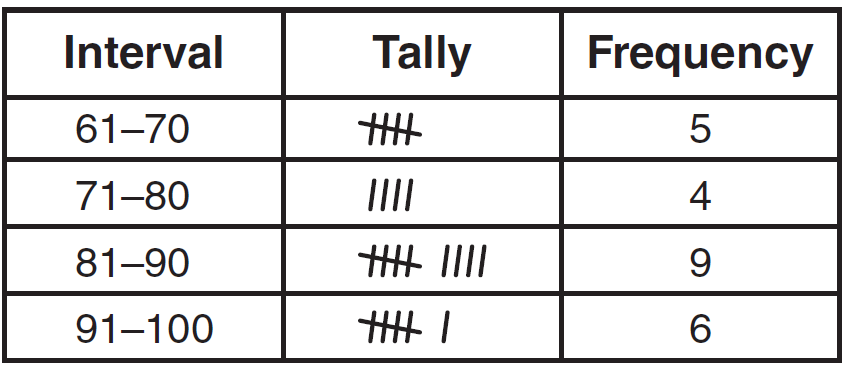 Interval Tally Frequency
61–70 5
71–80 4
81–90 9
91–100 6